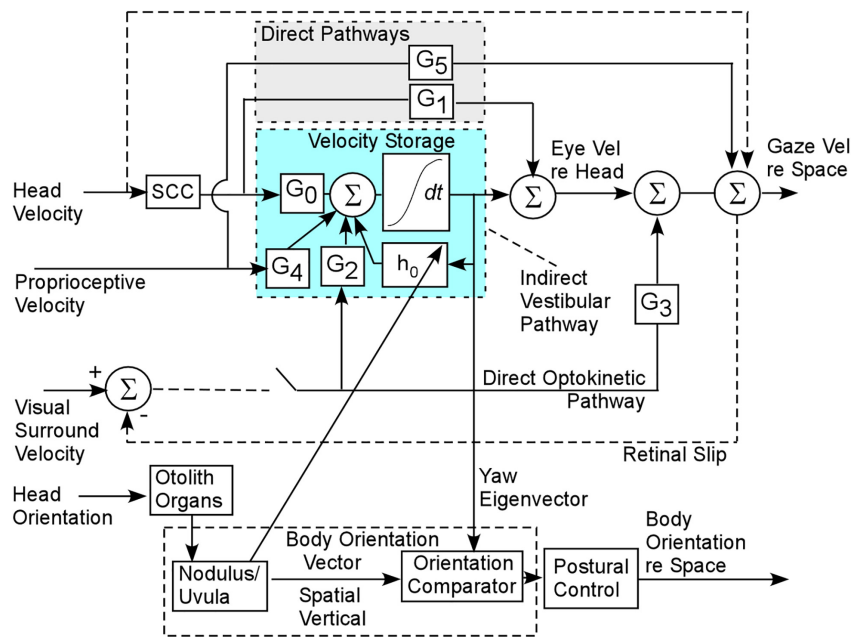 Direct Pathways
G5
G1
Velocity Storage
Eye Vel
re Head
Gaze Vel
re Space
Head
Velocity
SCC
G0
Σ
dt
Σ
Σ
Σ
G4
G2
h0
Proprioceptive
Velocity
Indirect
Vestibular
Pathway
G3
+
Σ
-
Visual
Surround
Velocity
Direct Optokinetic
Pathway
Retinal Slip
Head
Orientation
Otolith
Organs
Yaw
Eigenvector
Nodulus/
Uvula
Body Orientation
Vector
Spatial
Vertical
Orientation
Comparator
Postural
Control
Body
Orientation
re Space